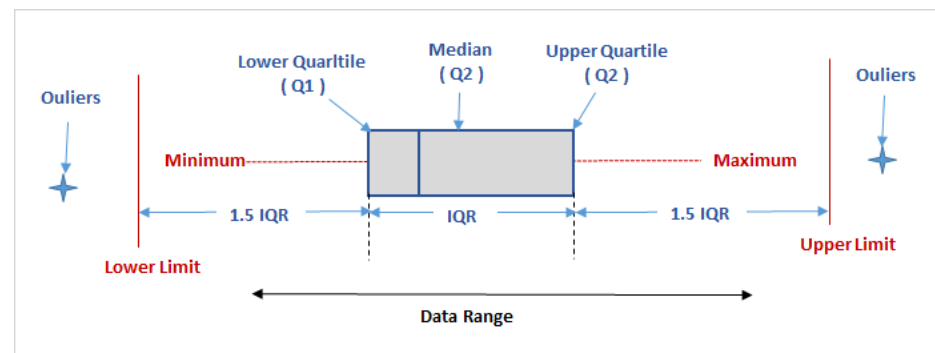 Ouliers
Lower Quarltile
( Q1 )
Median
( Q2 )
Upper Quartile
( Q2 )
Ouliers
Minimum
Maximum
1.5 IQR
IQR
1.5 IQR
Lower Limit
Upper Limit
Data Range